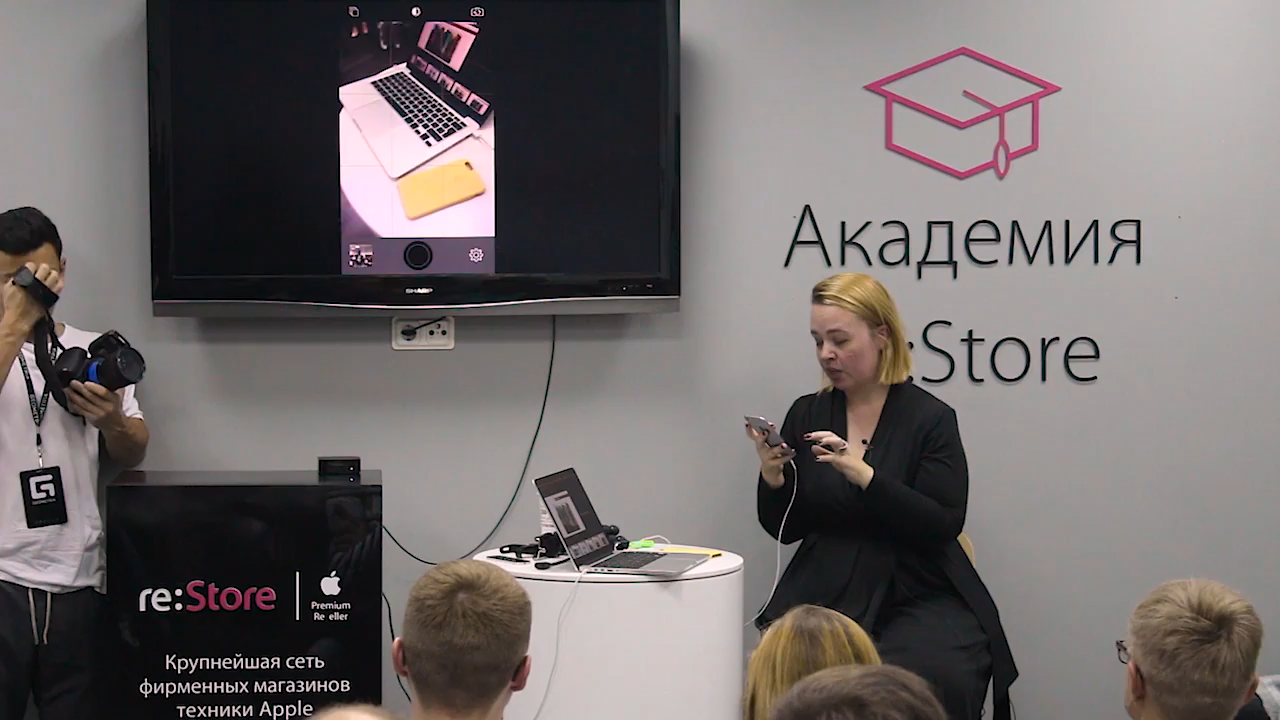 SHARP
Академия
:Store
re:Store
Premium
Re eller
Крупнейшая сеть
фирменных магазинов
техники Apple